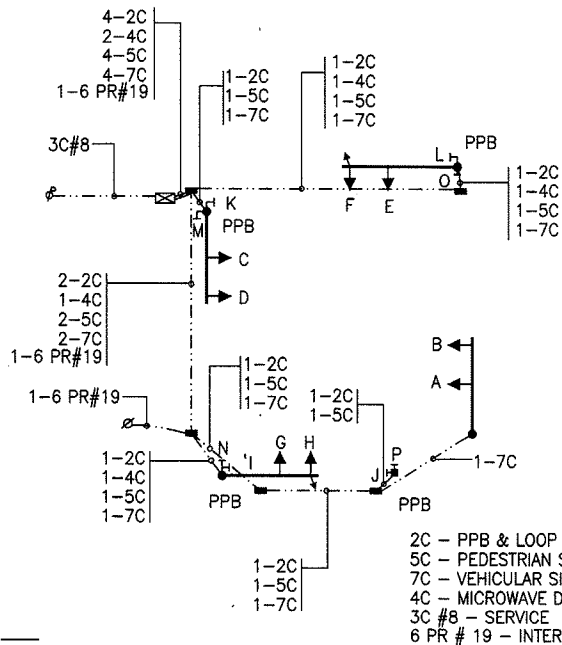 4-2C
2-4C
4-5C
4-7C
1-6 PR#19
1-2C
1-5C
1-7C
1-2C
1-4C
1-5C
1-7C
3C#8
L
PPB
O
F
E
1-2C
1-4C
1-5C
1-7C
K
M
PPB
C
D
2-2C
1-4C
2-5C
2-7C
1-6 PR#19
B
A
1-6 PR#19
1-2C
1-5C
1-7C
1-2C
1-5C
N
'I
G
H
J
P
1-7C
1-2C
1-4C
1-5C
1-7C
PPB
PPB
1-2C
1-5C
1-7C
2C – PPB & LOOP
5C – PEDESTRIAN S
7C – VEHICULAR SI
4C – MICROWAVE D
3C #8 – SERVICE
6 PR # 19 – INTER